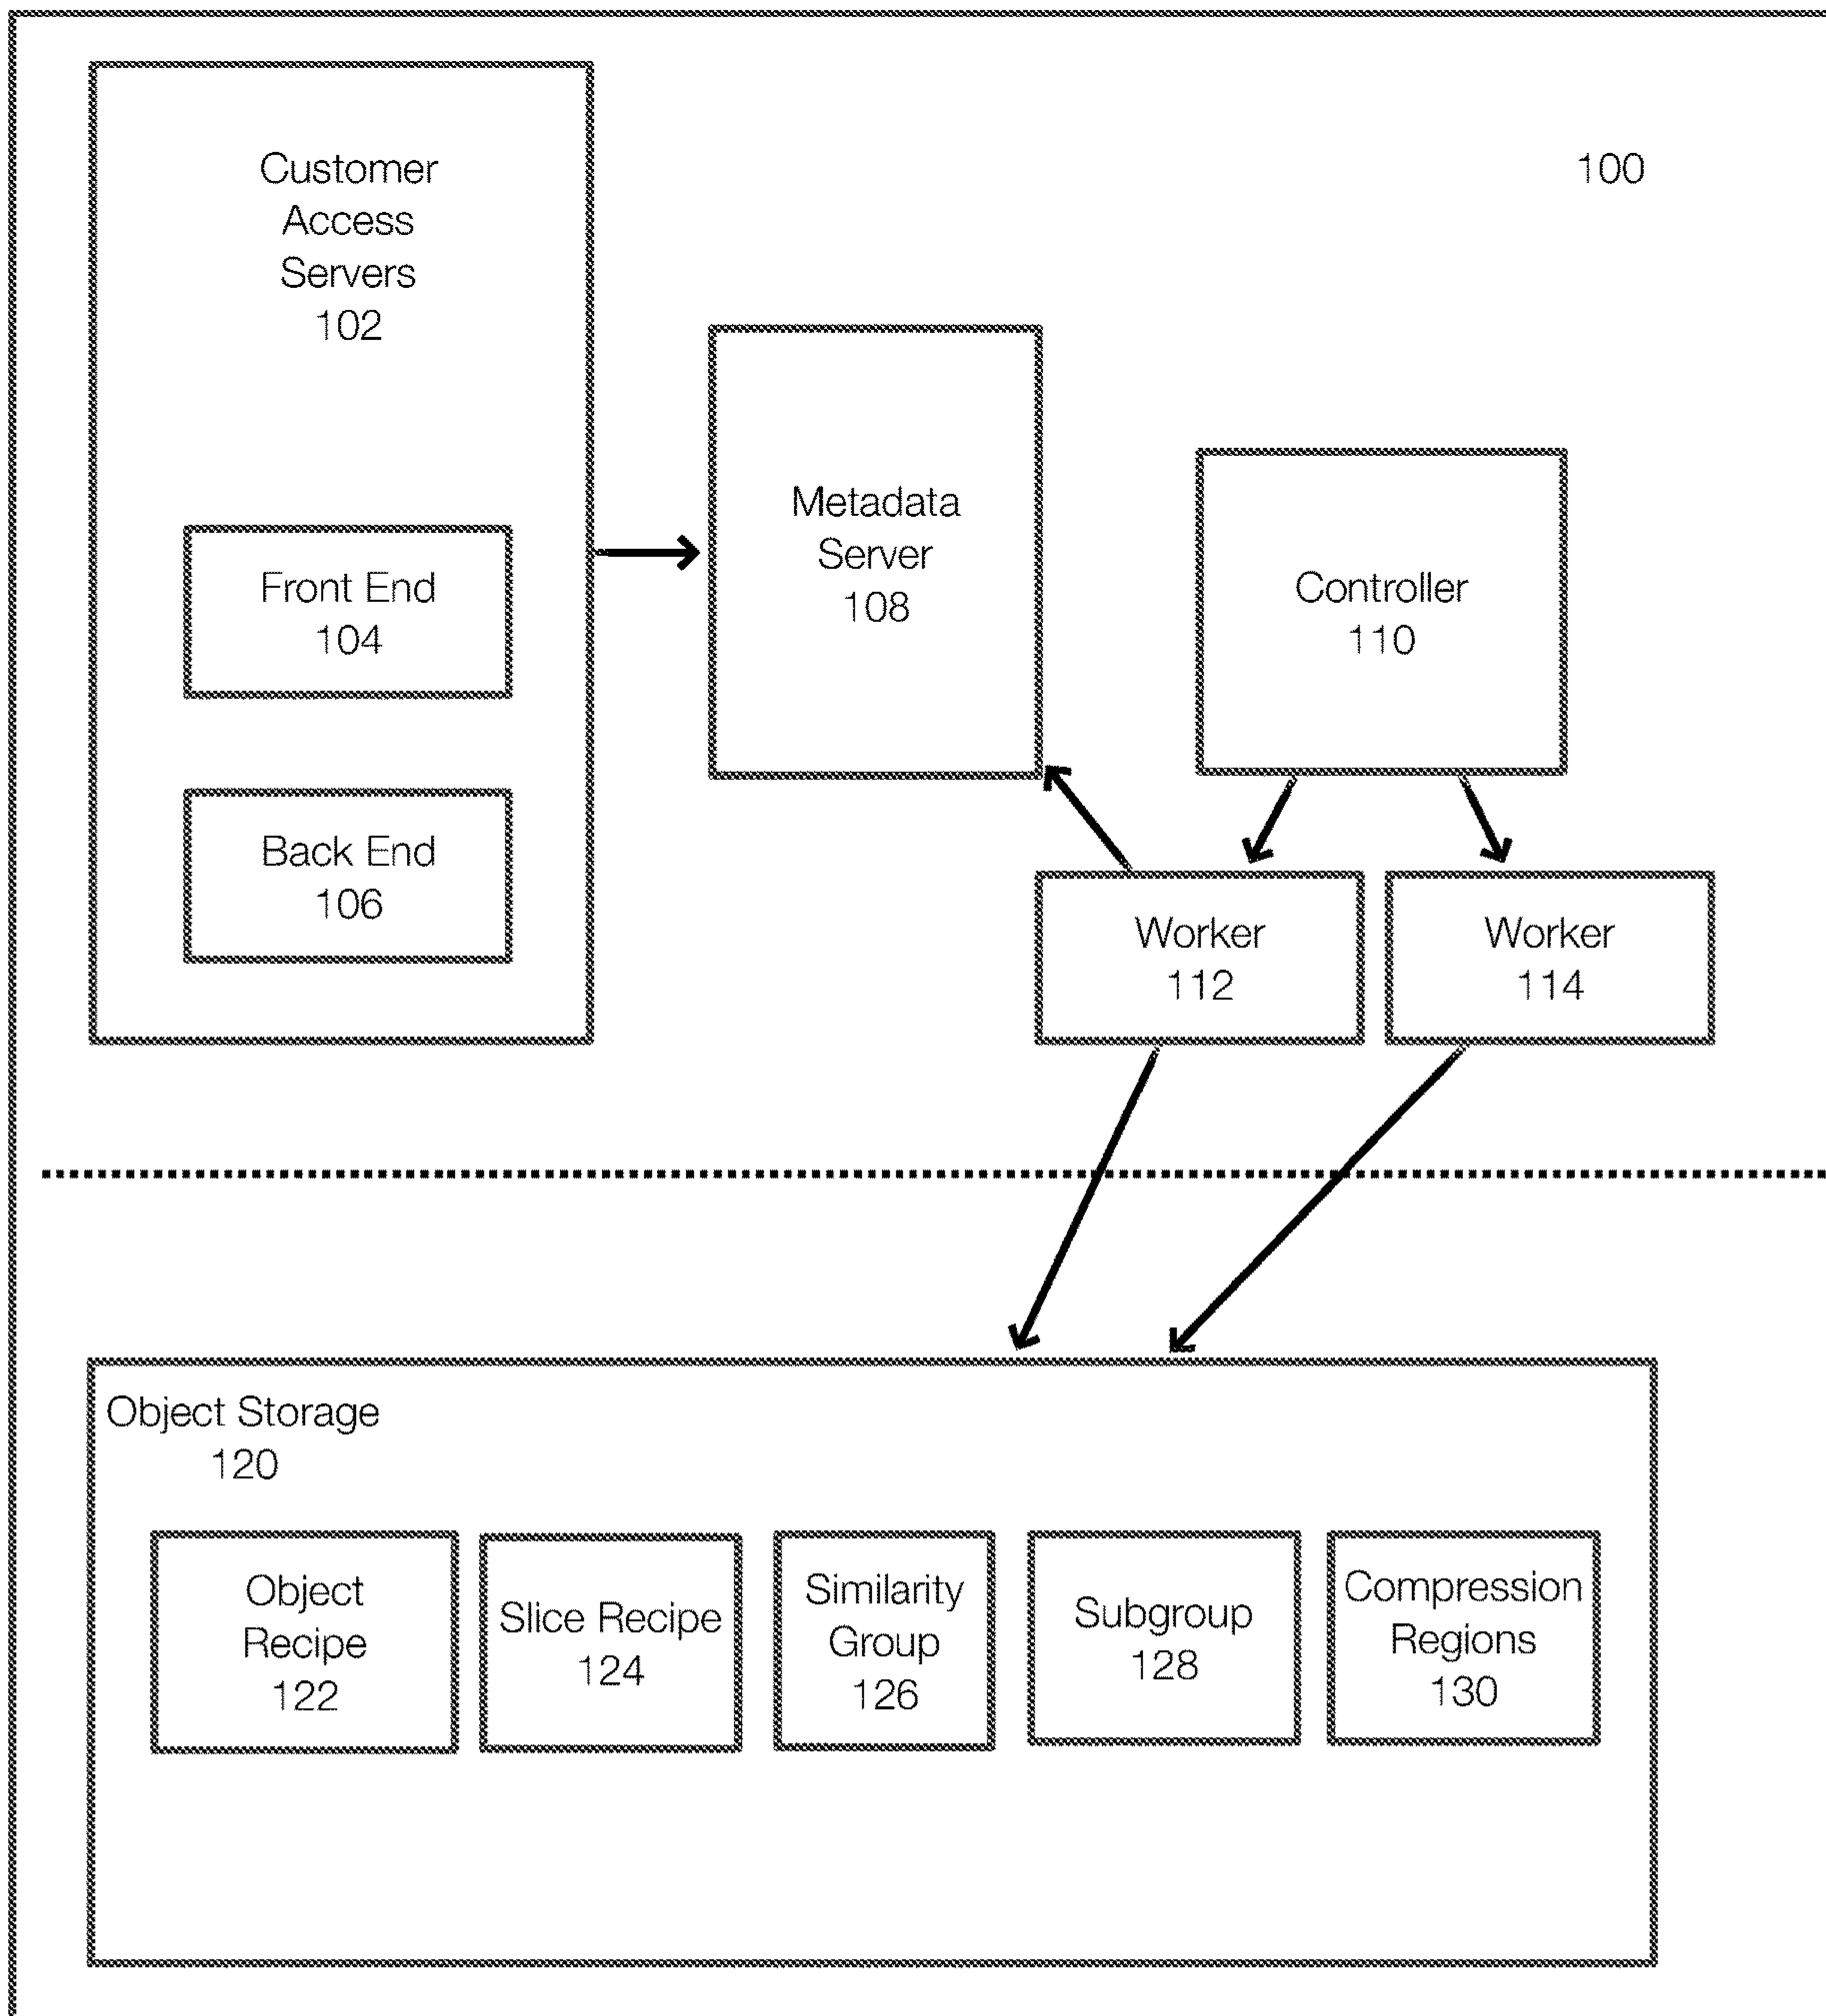 Customer
Access
Servers
102
100
Front End
104
Back End
106
Metadata
Server
108
Controller
110
Worker
112
Worker
114
Object Storage
120
Object
Recipe
122
Slice Recipe
124
Similarity
Group
126
Subgroup
128
Compression
Regions
130